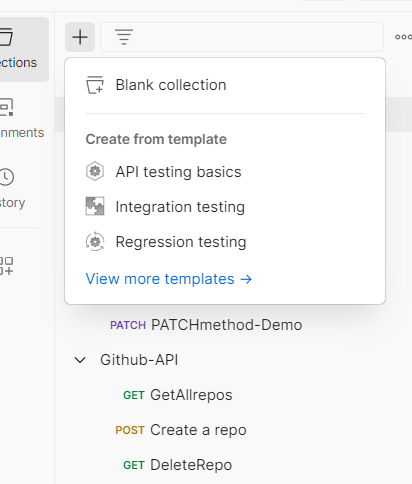 ections
Blank collection
Create from template
nments
API testing basics
story
Integration testing
Regression testing
View more templates →
PATCH PATCHmethod-Demo
Github-API
GET GetAllrepos
POST Create a repo
GET DeleteRepo